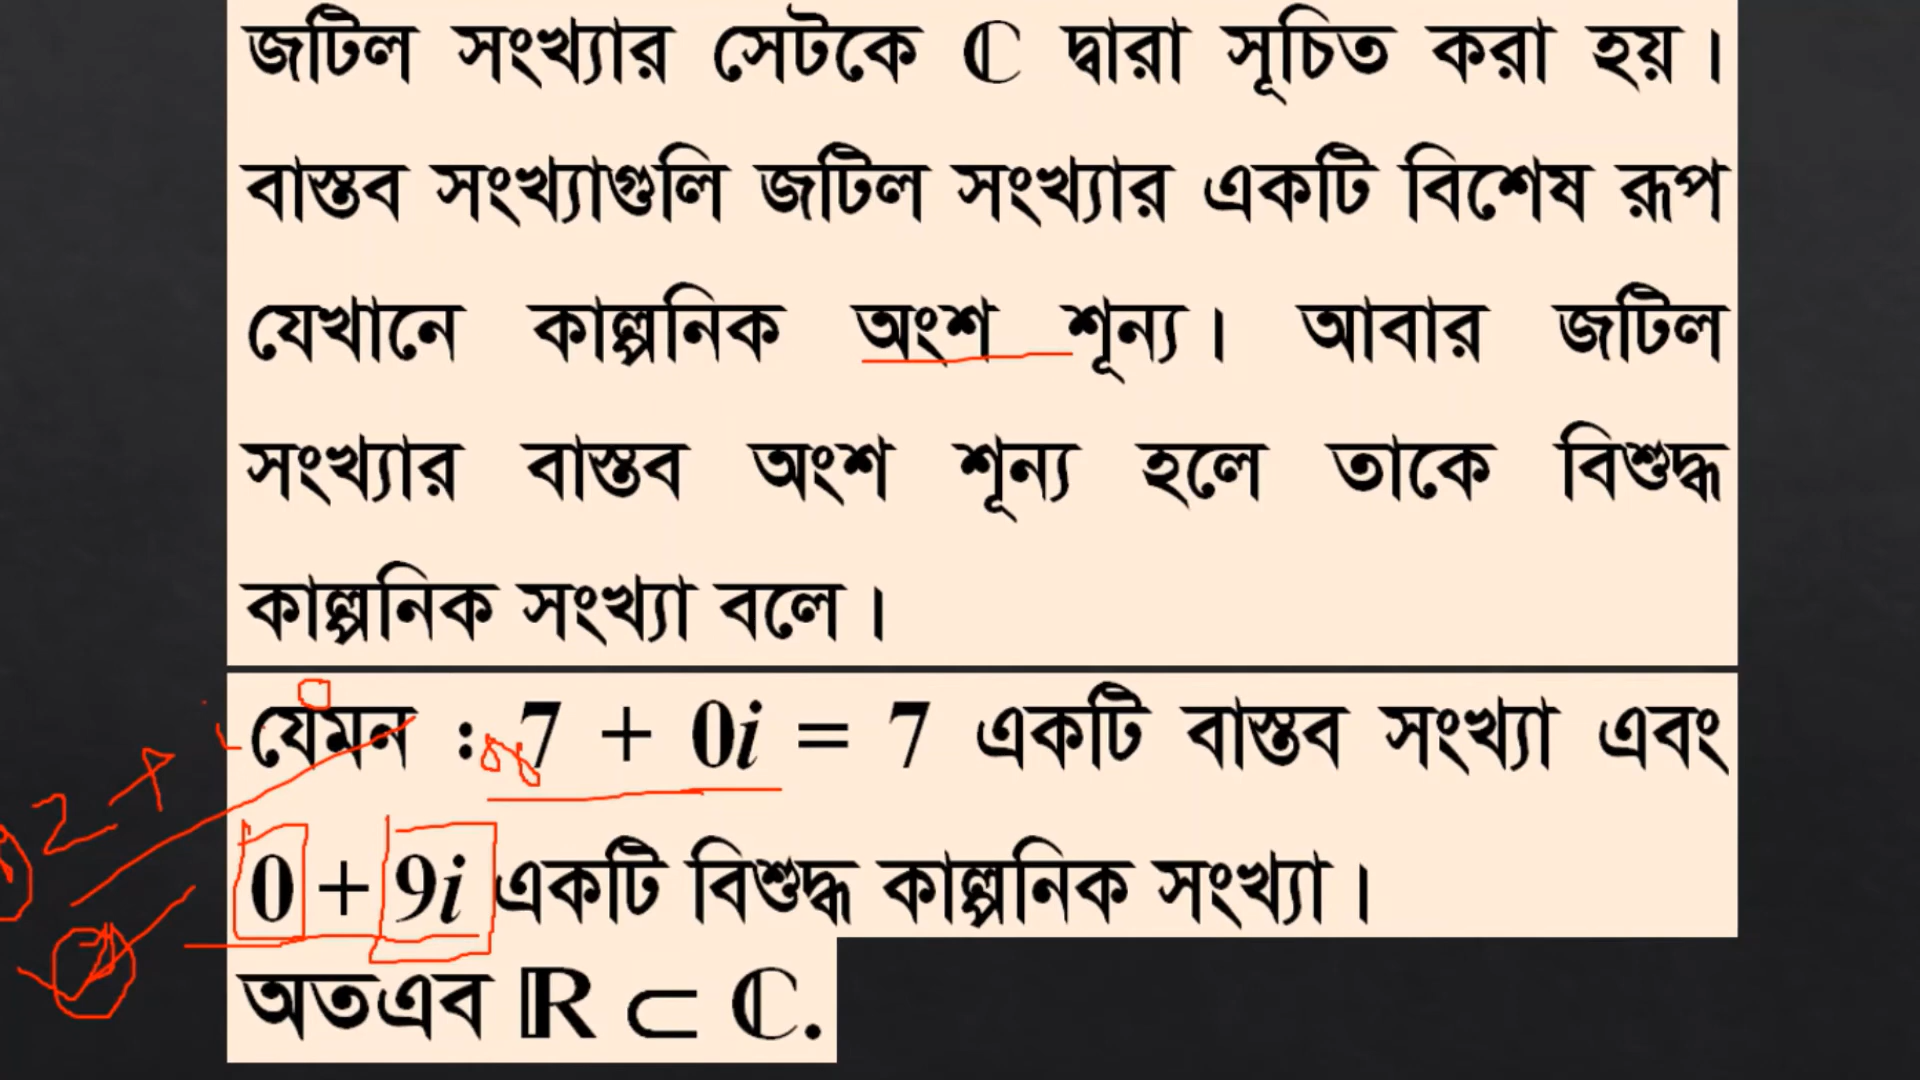 জটিল সংখ্যার সেটকে ℂ দ্বারা সূচিত করা হয়।
বাস্তব সংখ্যাগুলি জটিল সংখ্যার একটি বিশেষ রূপ
যেখানে কাল্পনিক অংশ শূন্য। আবার জটিল
সংখ্যার বাস্তব অংশ শূন্য হলে তাকে বিশুদ্ধ
কাল্পনিক সংখ্যা বলে।
যেমন : 7 + 0i = 7 একটি বাস্তব সংখ্যা এবং
0 + 9i একটি বিশুদ্ধ কাল্পনিক সংখ্যা।
অতএব ℝ ⊂ ℂ.